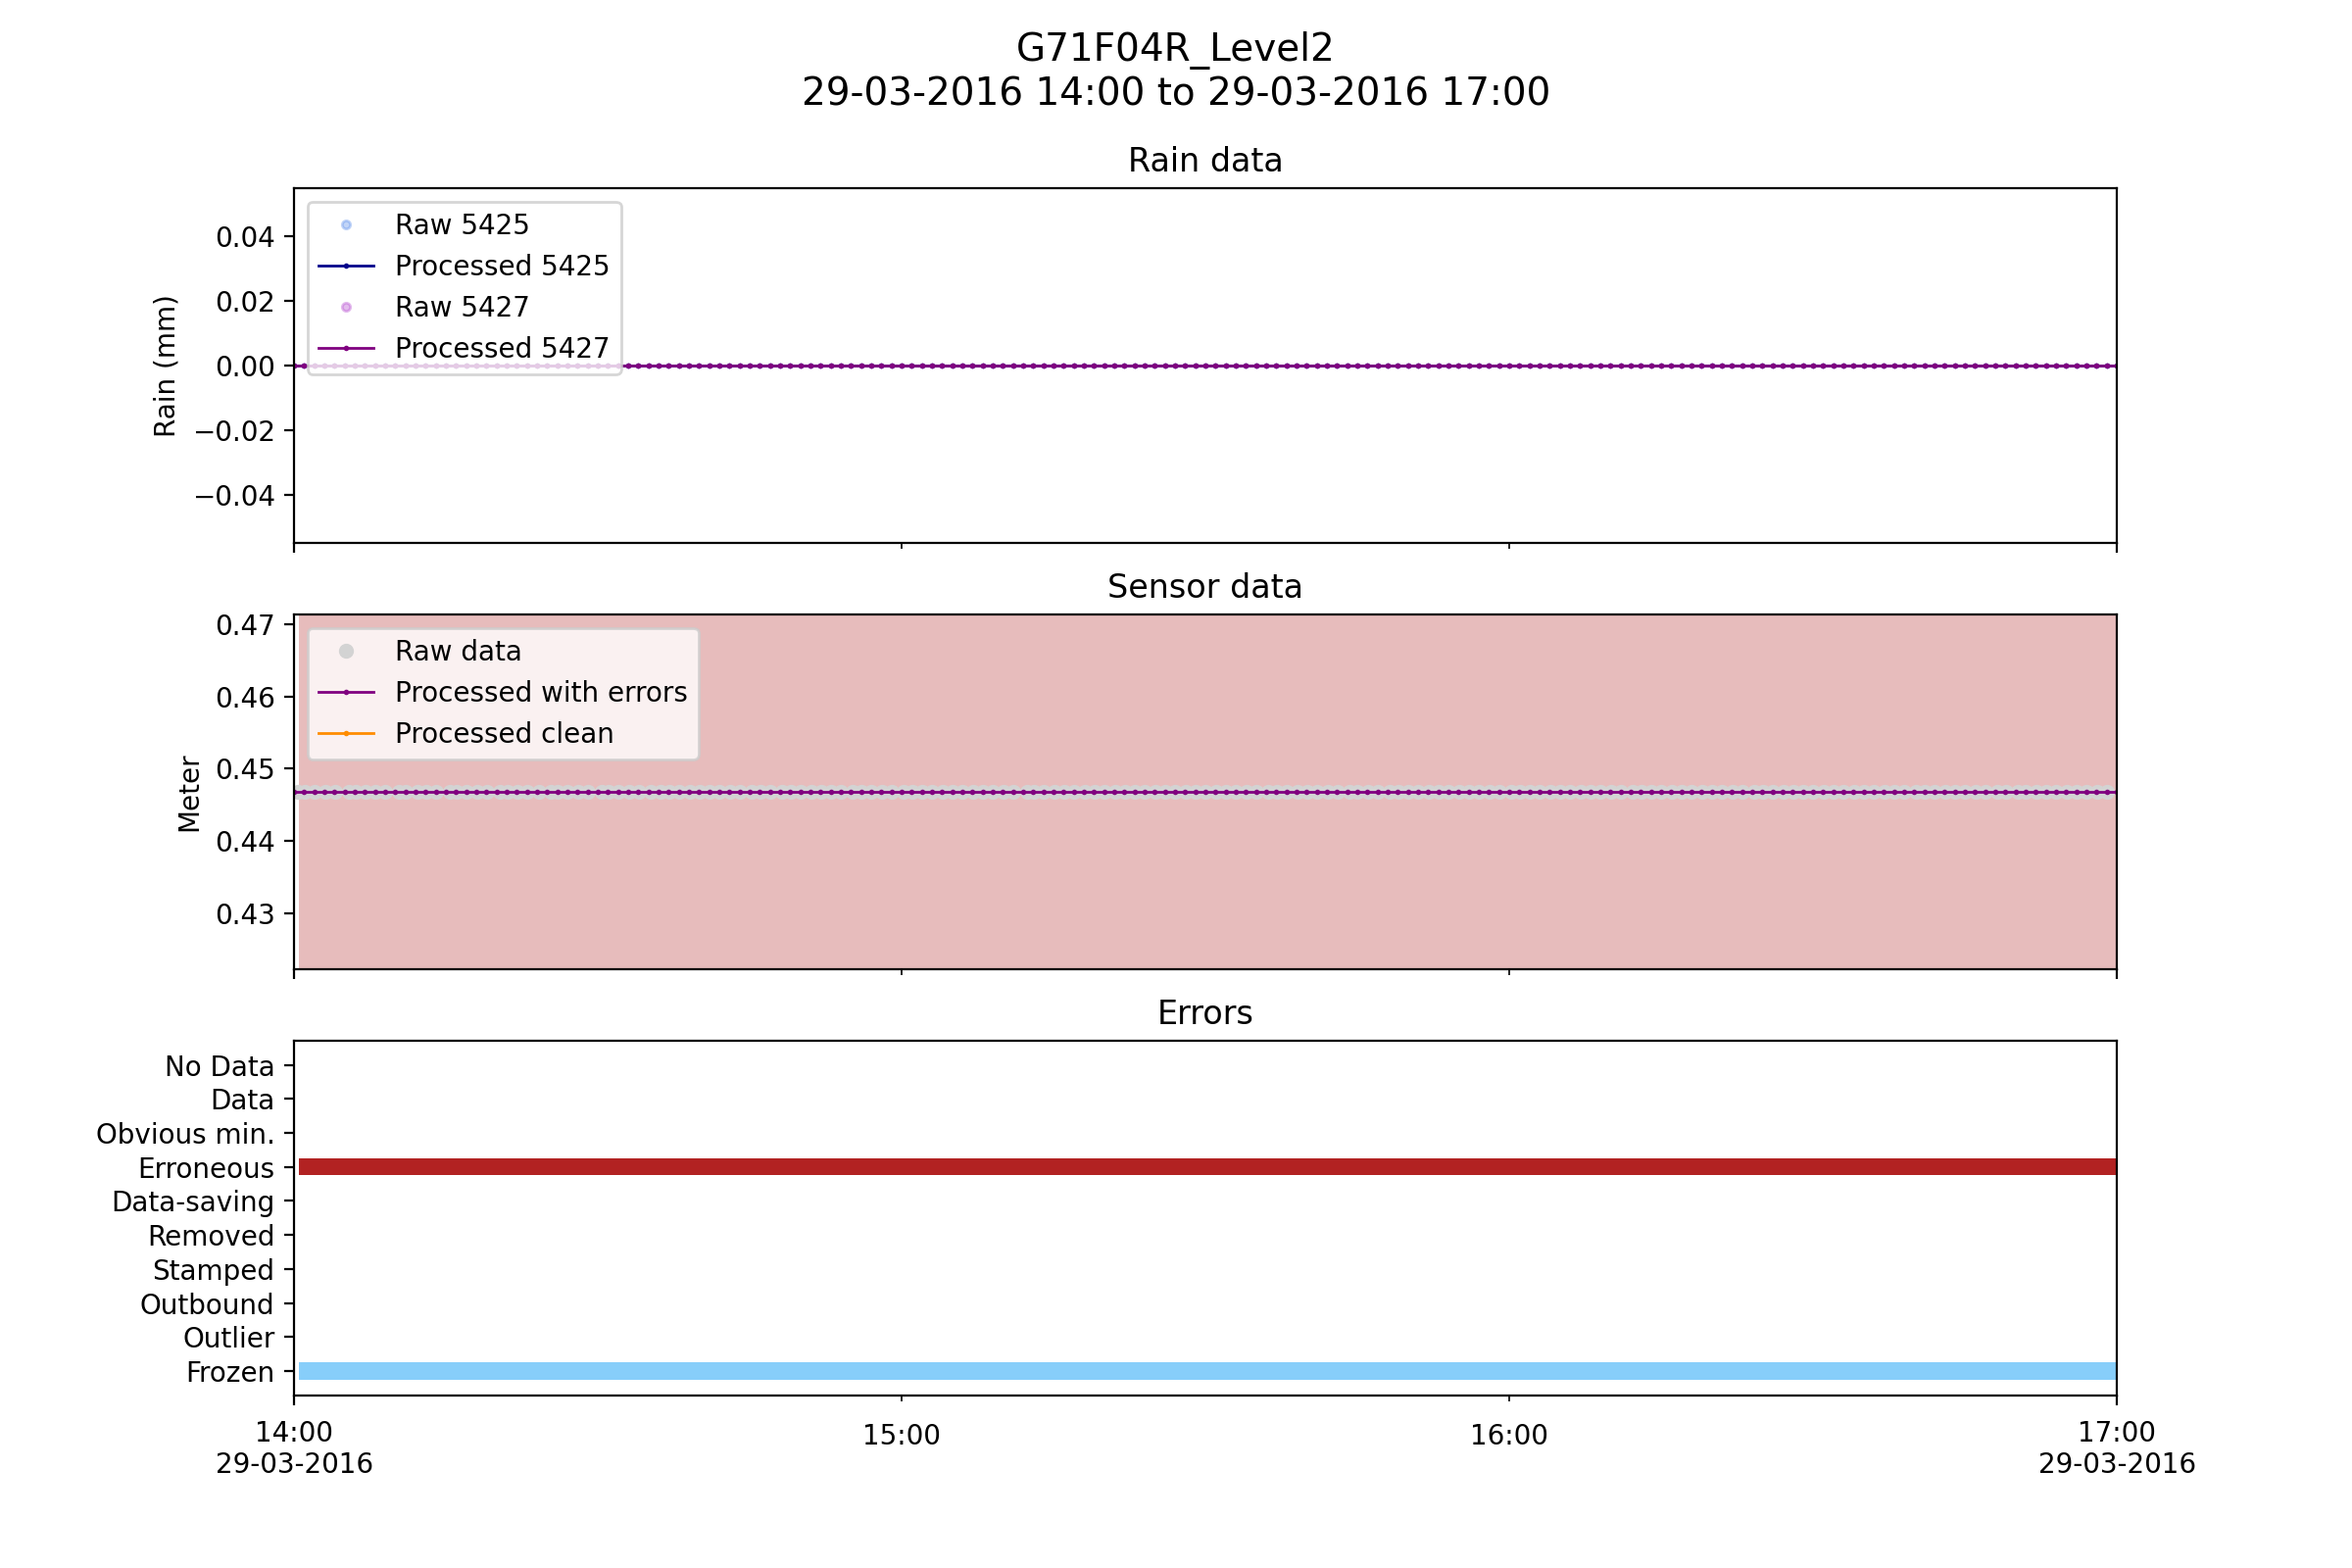 G71F04R_Level2
29-03-2016 14:00 to 29-03-2016 17:00
Rain data
Rain (mm)
0.04
0.02
0.00
−0.02
−0.04
Raw 5425
Processed 5425
Raw 5427
Processed 5427
Sensor data
Meter
0.47
0.46
0.45
0.44
0.43
Raw data
Processed with errors
Processed clean
Errors
No Data
Data
Obvious min.
Erroneous
Data-saving
Removed
Stamped
Outbound
Outlier
Frozen
14:00
29-03-2016
15:00
16:00
17:00
29-03-2016